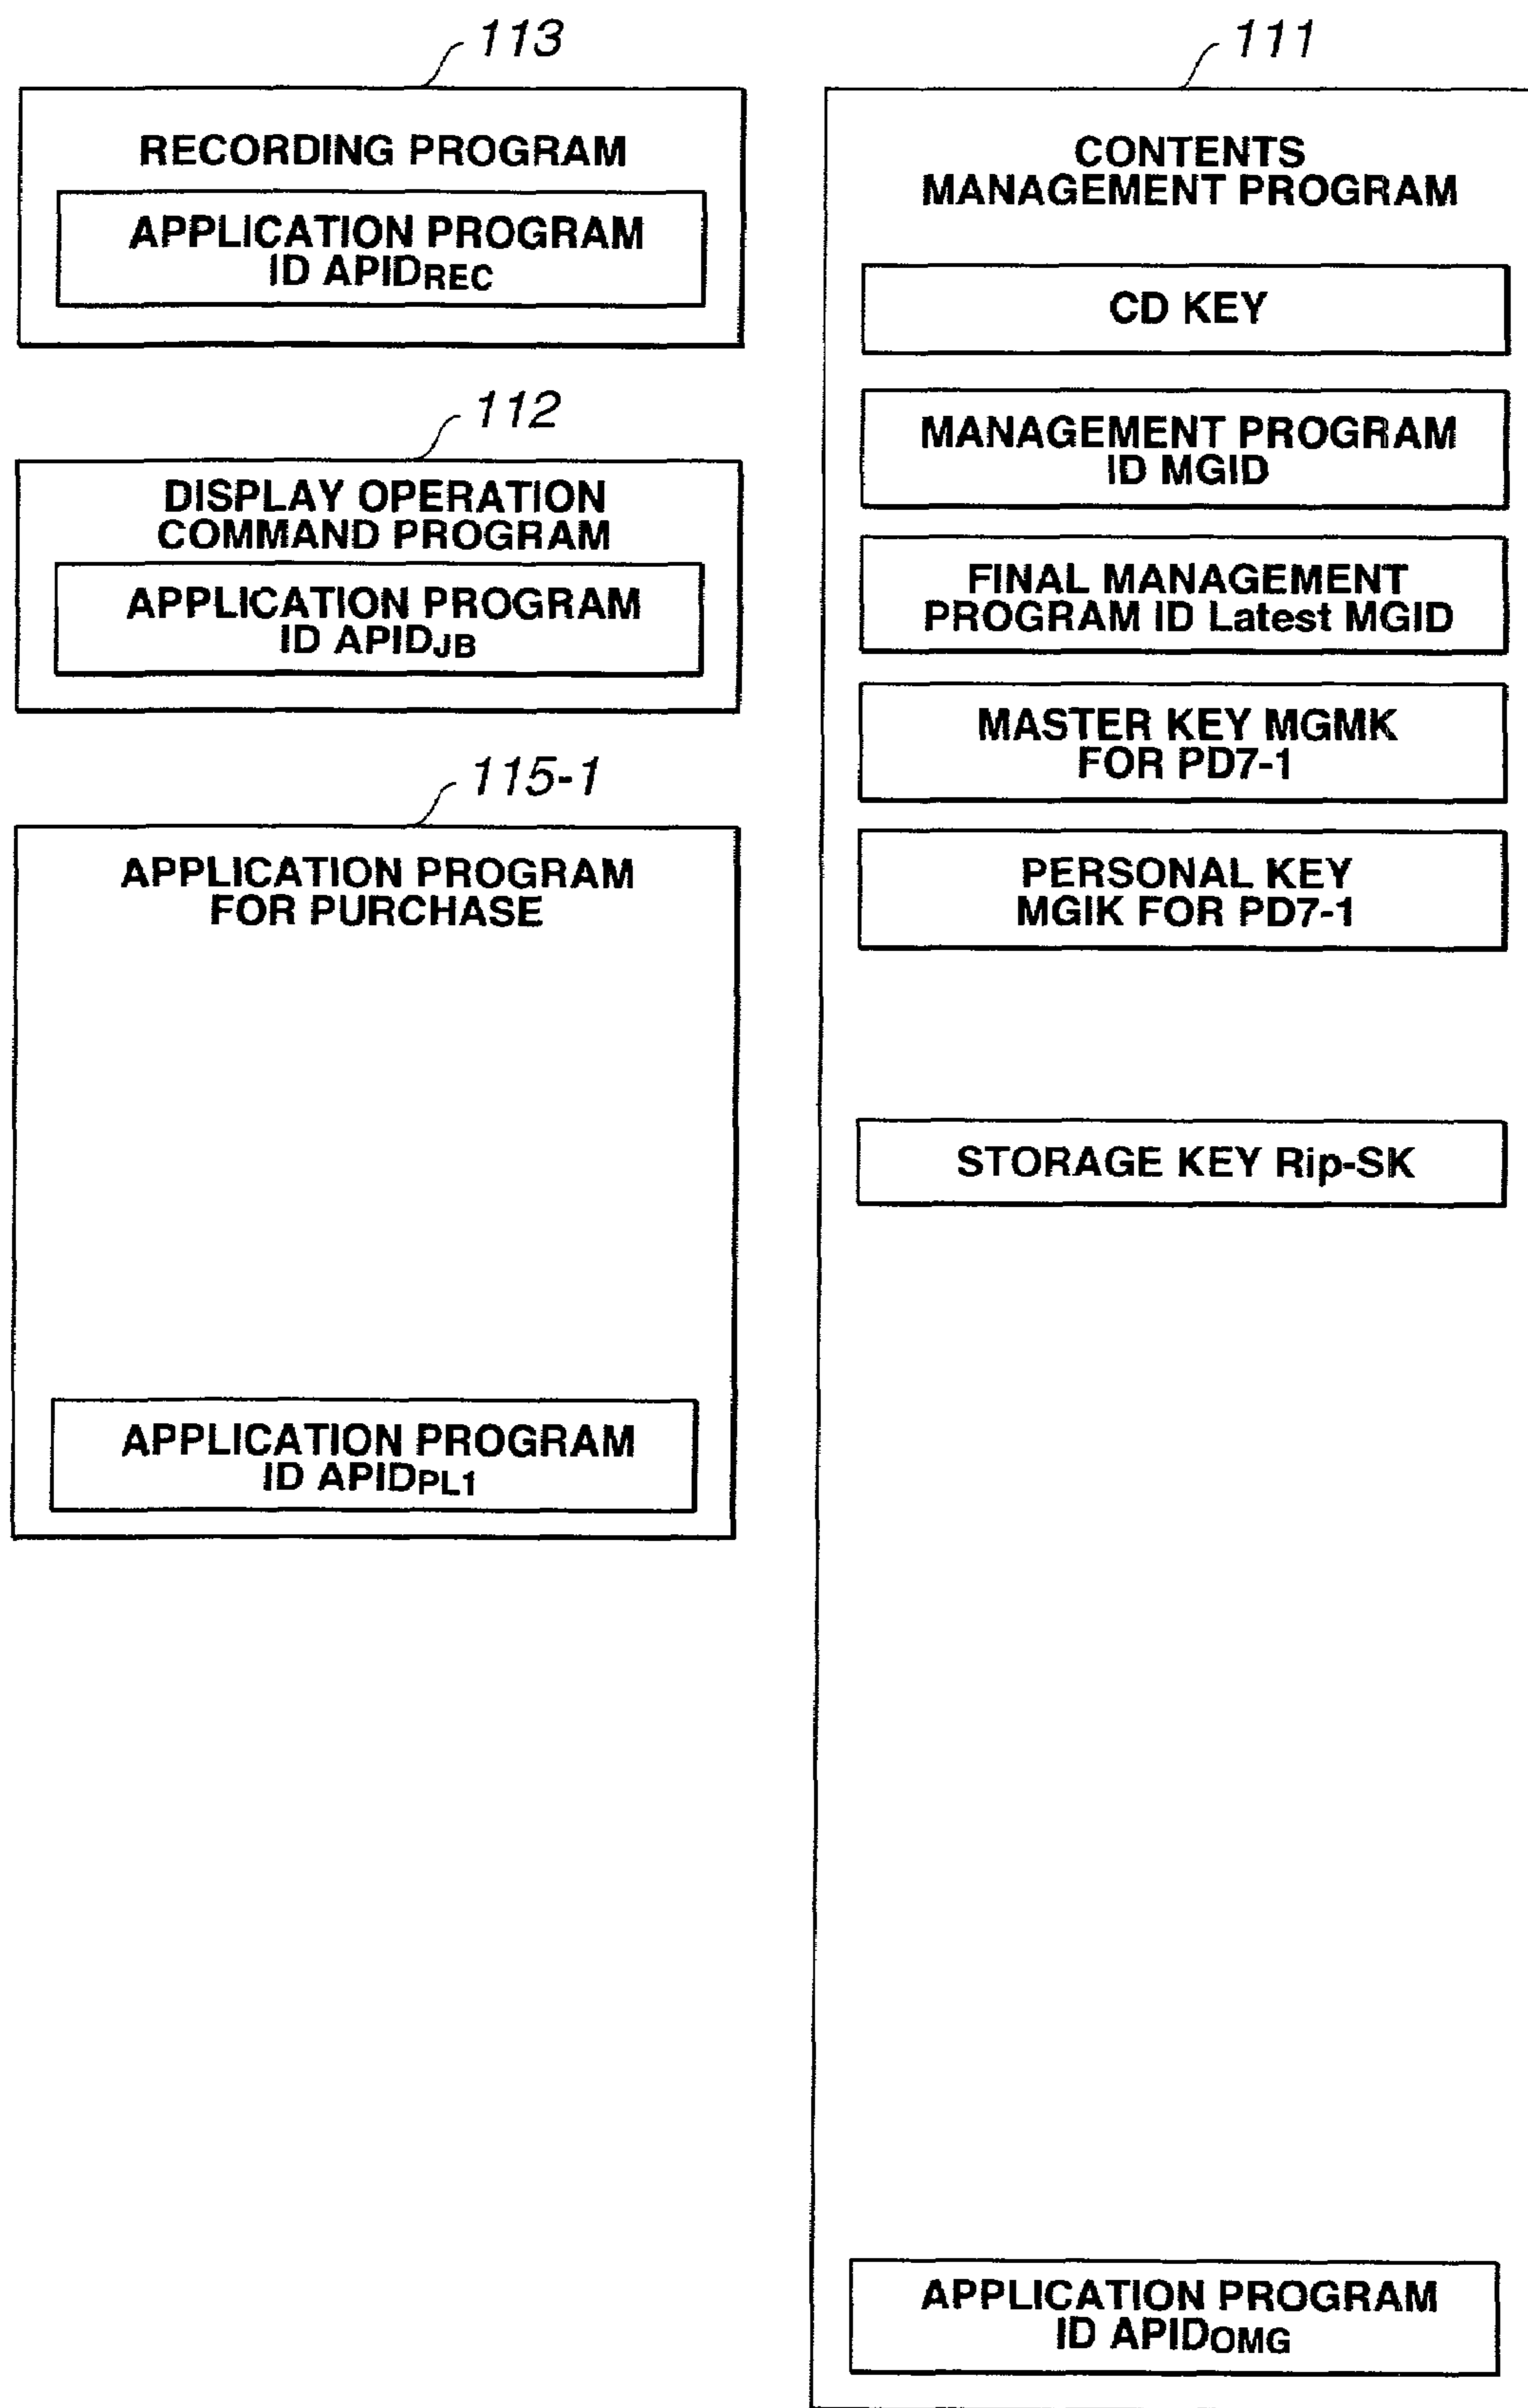 113
RECORDING PROGRAM
APPLICATION PROGRAM
ID APIDREC
112
DISPLAY OPERATION
COMMAND PROGRAM
APPLICATION PROGRAM
ID APIDJB
115-1
APPLICATION PROGRAM
FOR PURCHASE
APPLICATION PROGRAM
ID APIDPL1
111
CONTENTS
MANAGEMENT PROGRAM
CD KEY
MANAGEMENT PROGRAM
ID MGID
FINAL MANAGEMENT
PROGRAM ID Latest MGID
MASTER KEY MGMK
FOR PD7-1
PERSONAL KEY
MGIK FOR PD7-1
STORAGE KEY Rip-SK
APPLICATION PROGRAM
ID APIDOMG